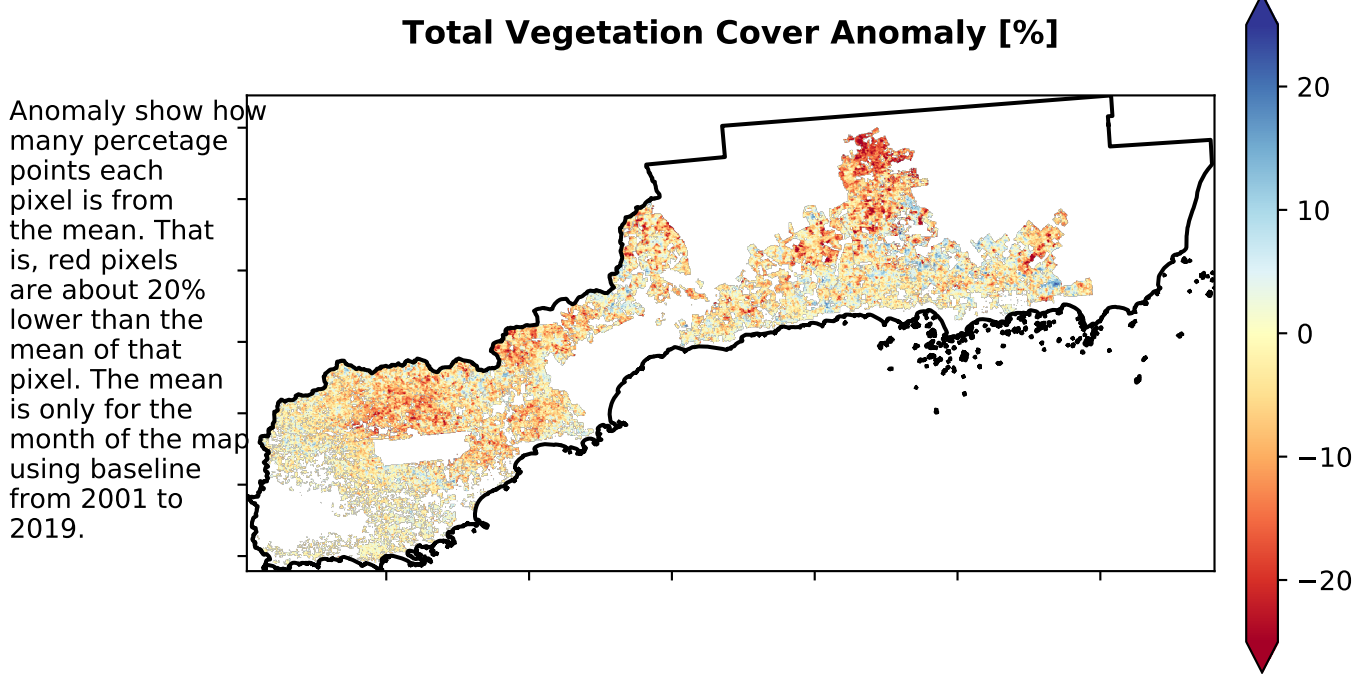 Total Vegetation Cover Anomaly [%]
Anomaly show how
many percetage
points each
pixel is from
the mean. That
is, red pixels
are about 20%
lower than the
mean of that
pixel. The mean
is only for the
month of the map
using baseline
from 2001 to
2019.
20
10
0
−10
−20